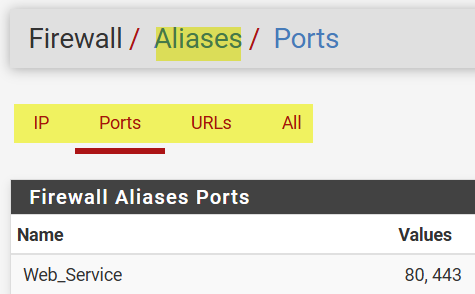 Firewall / Aliases / Ports
IP Ports URLs All
Firewall Aliases Ports
Name Values
Web_Service 80, 443